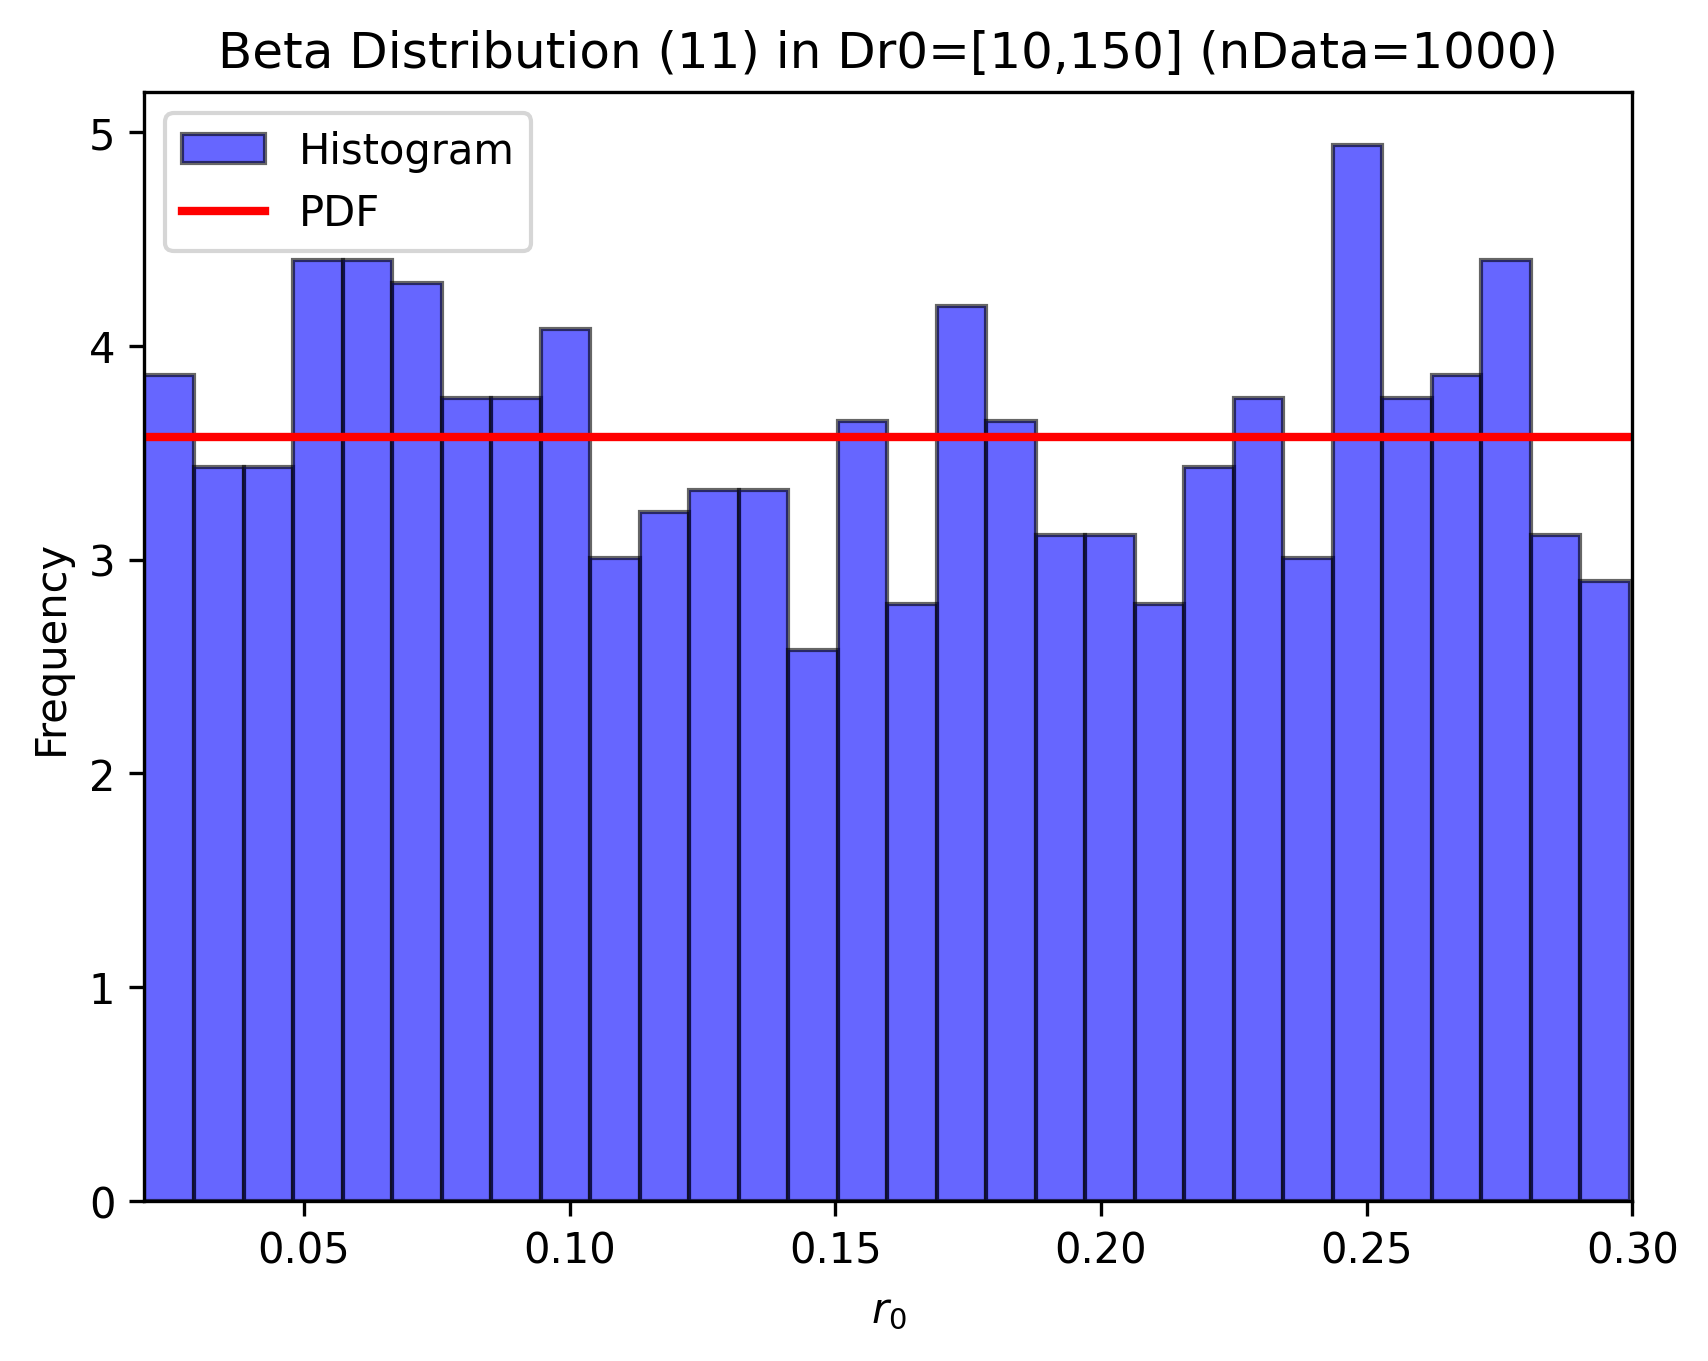 Beta Distribution (11) in Dr0=[10,150] (nData=1000)
Histogram
PDF
5
4
3
2
1
0
Frequency
0.05 0.10 0.15 0.20 0.25 0.30
r₀